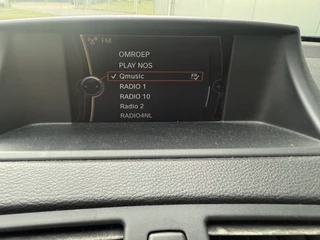 FM
OMROEP
PLAY NOS
Qmusic
RADIO 1
RADIO 10
Radio 2
RADIO4NL